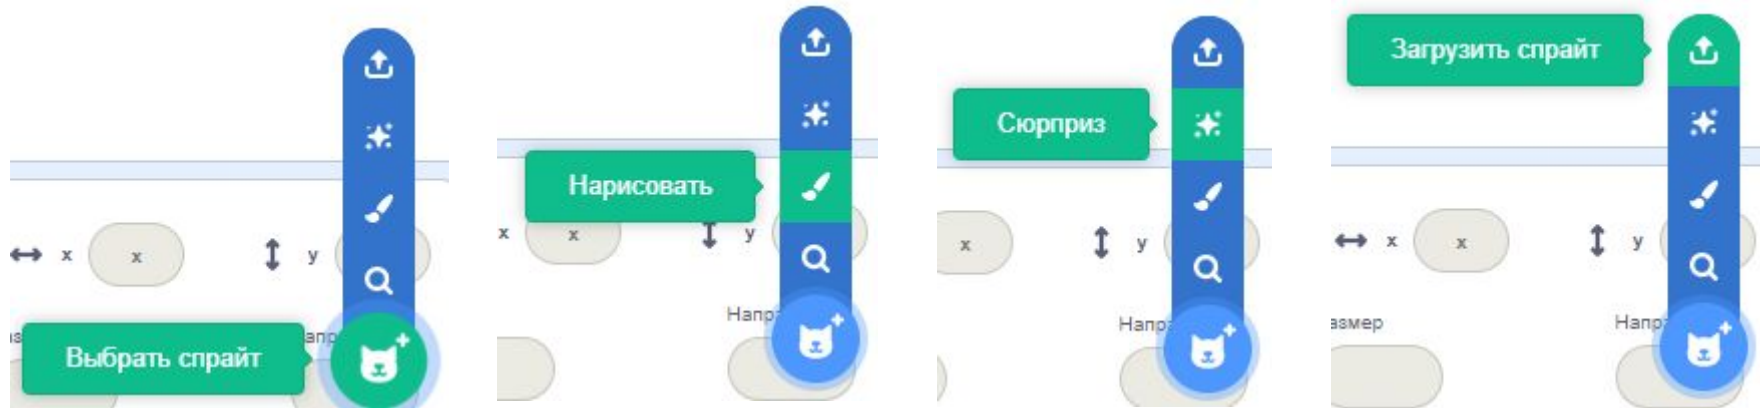 x
x
y
Выбрать спрайт
Нарисовать
x
x
y
Напр
Сюрприз
x
y
Напр
Загрузить спрайт
x
x
y
азмер
Напр